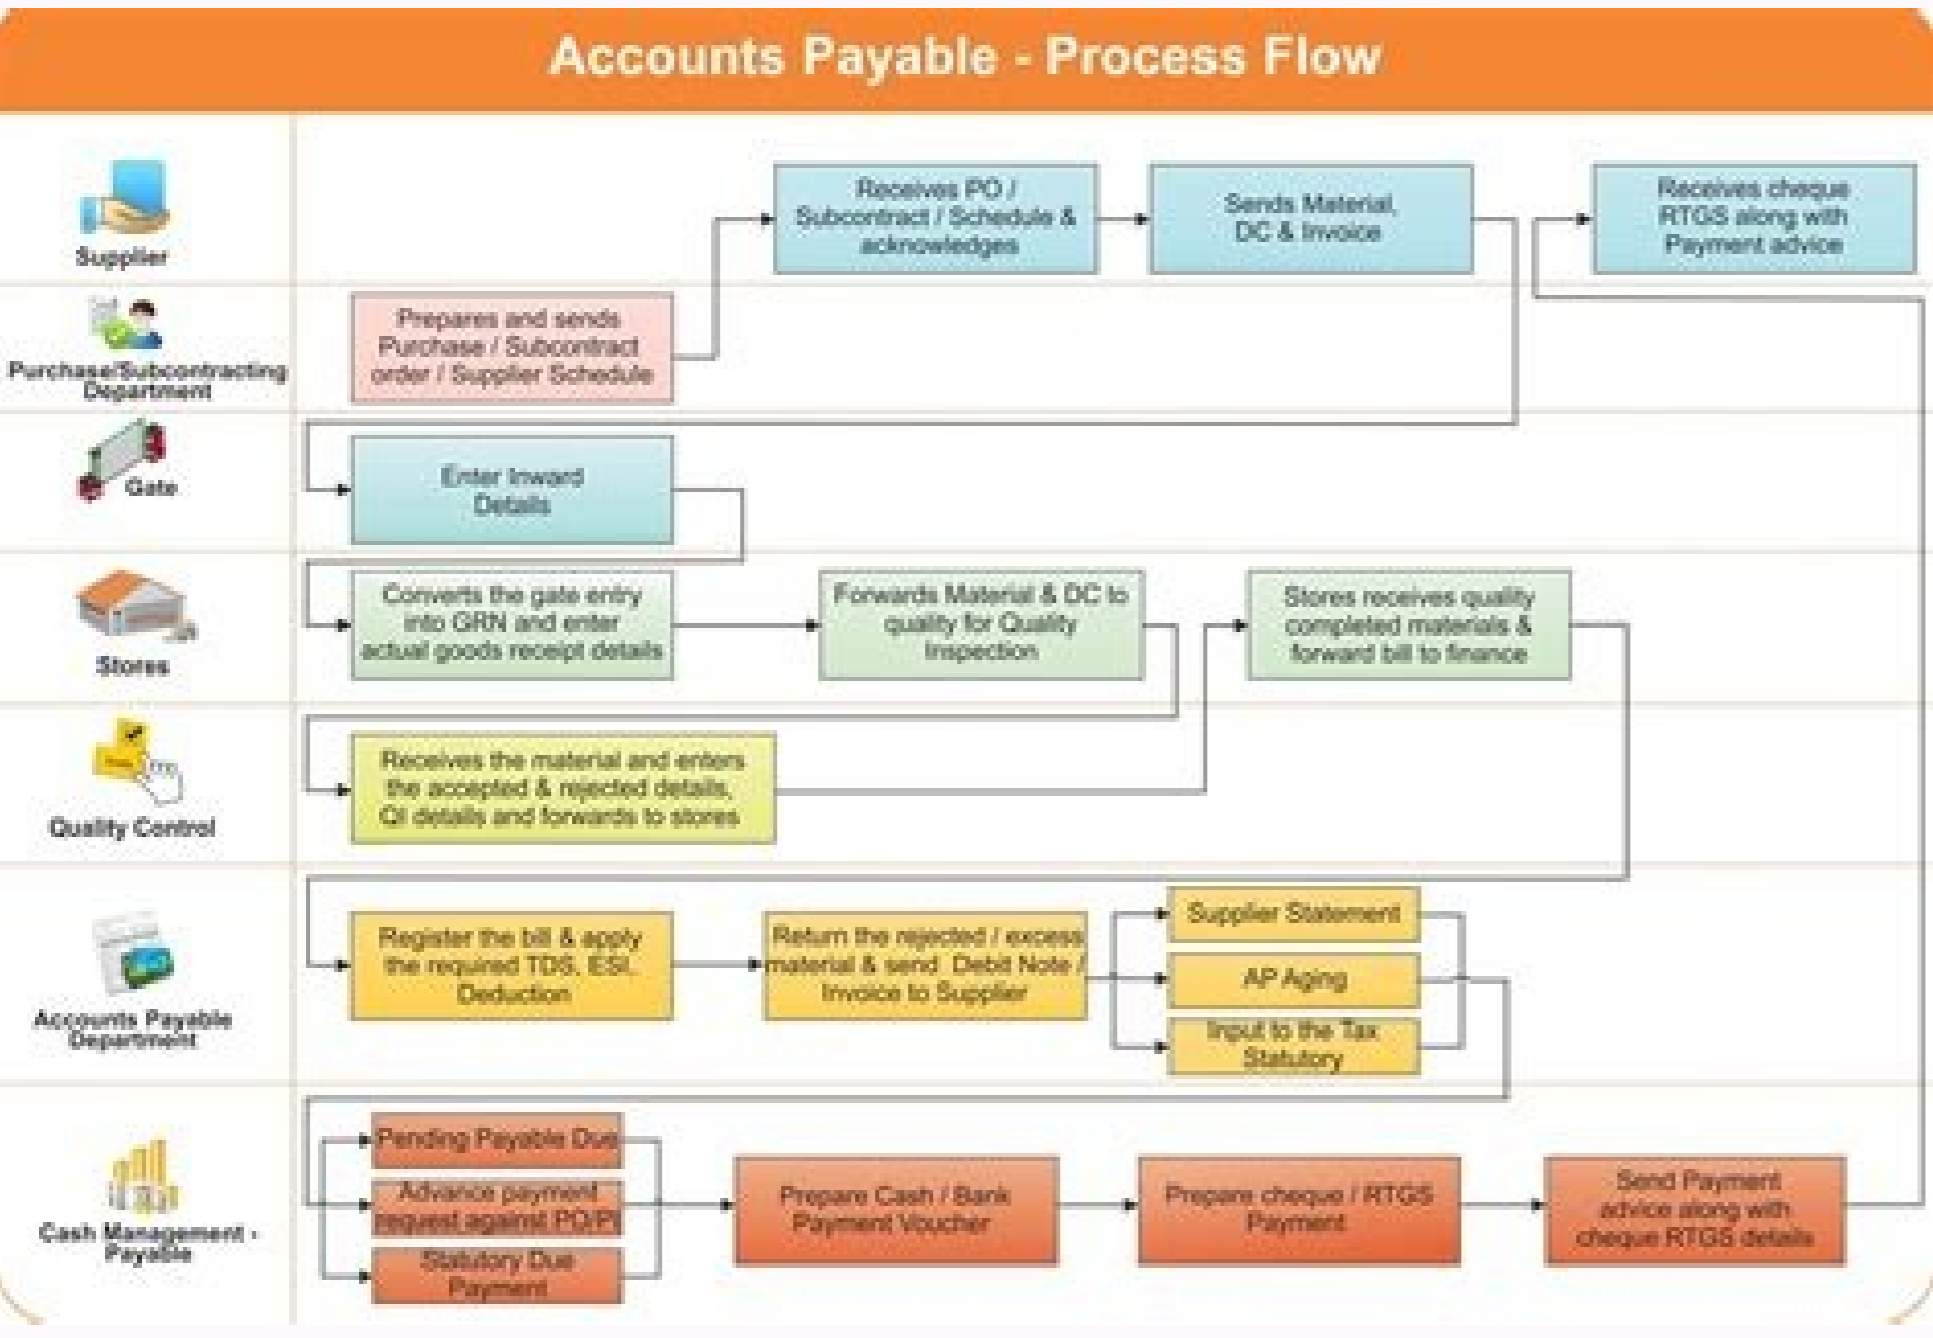 Accounts Payable - Process Flow
Supplier
Receives PO /
Subcontract / Schedule &
acknowledges
Sends Material,
DC & Invoice
Receives cheque
RTGS along with
Payment advice
Purchase/Subcontracting
Department
Prepares and sends
Purchase / Subcontract
order / Supplier Schedule
Gate
Enter Inward
Details
Stores
Converts the gate entry
into GRN and enter
actual goods receipt details
Forwards Material & DC to
quality for Quality
Inspection
Stores receives quality
completed materials &
forward bill to finance
Quality Control
Receives the material and enters
the accepted & rejected details,
QI details and forwards to stores
Accounts Payable
Department
Register the bill & apply
the required TDS, ESI,
Deduction
Return the rejected / excess
material & send Debit Note /
Invoice to Supplier
Supplier Statement
AP Aging
Input to the Tax
Statutory
Cash Management -
Payable
Pending Payable Due
Advance payment
request against PO/PI
Statutory Due
Payment
Prepare Cash / Bank
Payment Voucher
Prepare cheque / RTGS
Payment
Send Payment
advice along with
cheque RTGS details